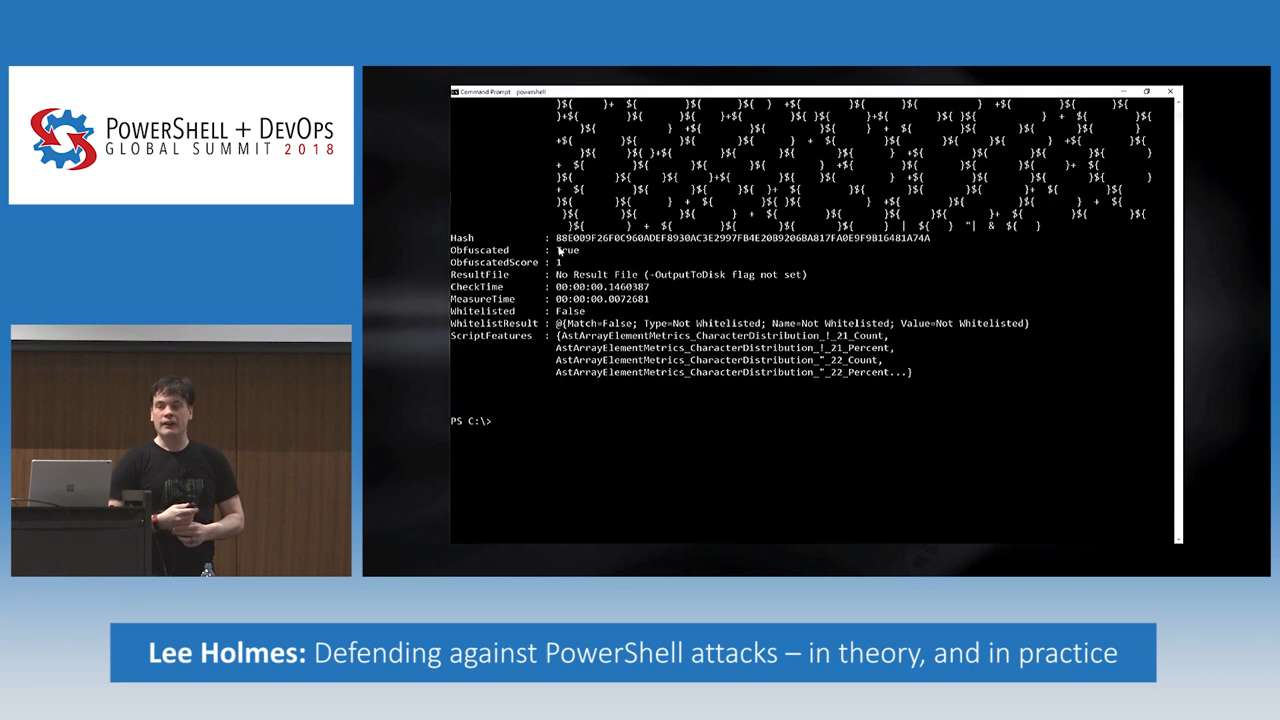 POWERSHELL + DEVOPS
GLOBAL SUMMIT 2018
Command Prompt - powershell
Hash : 88E009F26F0C960ADEF8930AC3E2997FB4E20B9206BA817FA0E9F9B16481A74A
Obfuscated : True
ObfuscatedScore : 1
ResultFile : No Result File (-OutputToDisk flag not set)
CheckTime : 00:00:00.1460387
MeasureTime : 00:00:00.0072681
Whitelisted : False
WhitelistResult : @{Match=False; Type=Not Whitelisted; Name=Not Whitelisted; Value=Not Whitelisted}
ScriptFeatures : {AstArrayElementMetrics_CharacterDistribution_!_21_Count,
AstArrayElementMetrics_CharacterDistribution_!_21_Percent,
AstArrayElementMetrics_CharacterDistribution_"_22_Count,
AstArrayElementMetrics_CharacterDistribution_"_22_Percent...}
PS C:\>
Lee Holmes: Defending against PowerShell attacks – in theory, and in practice